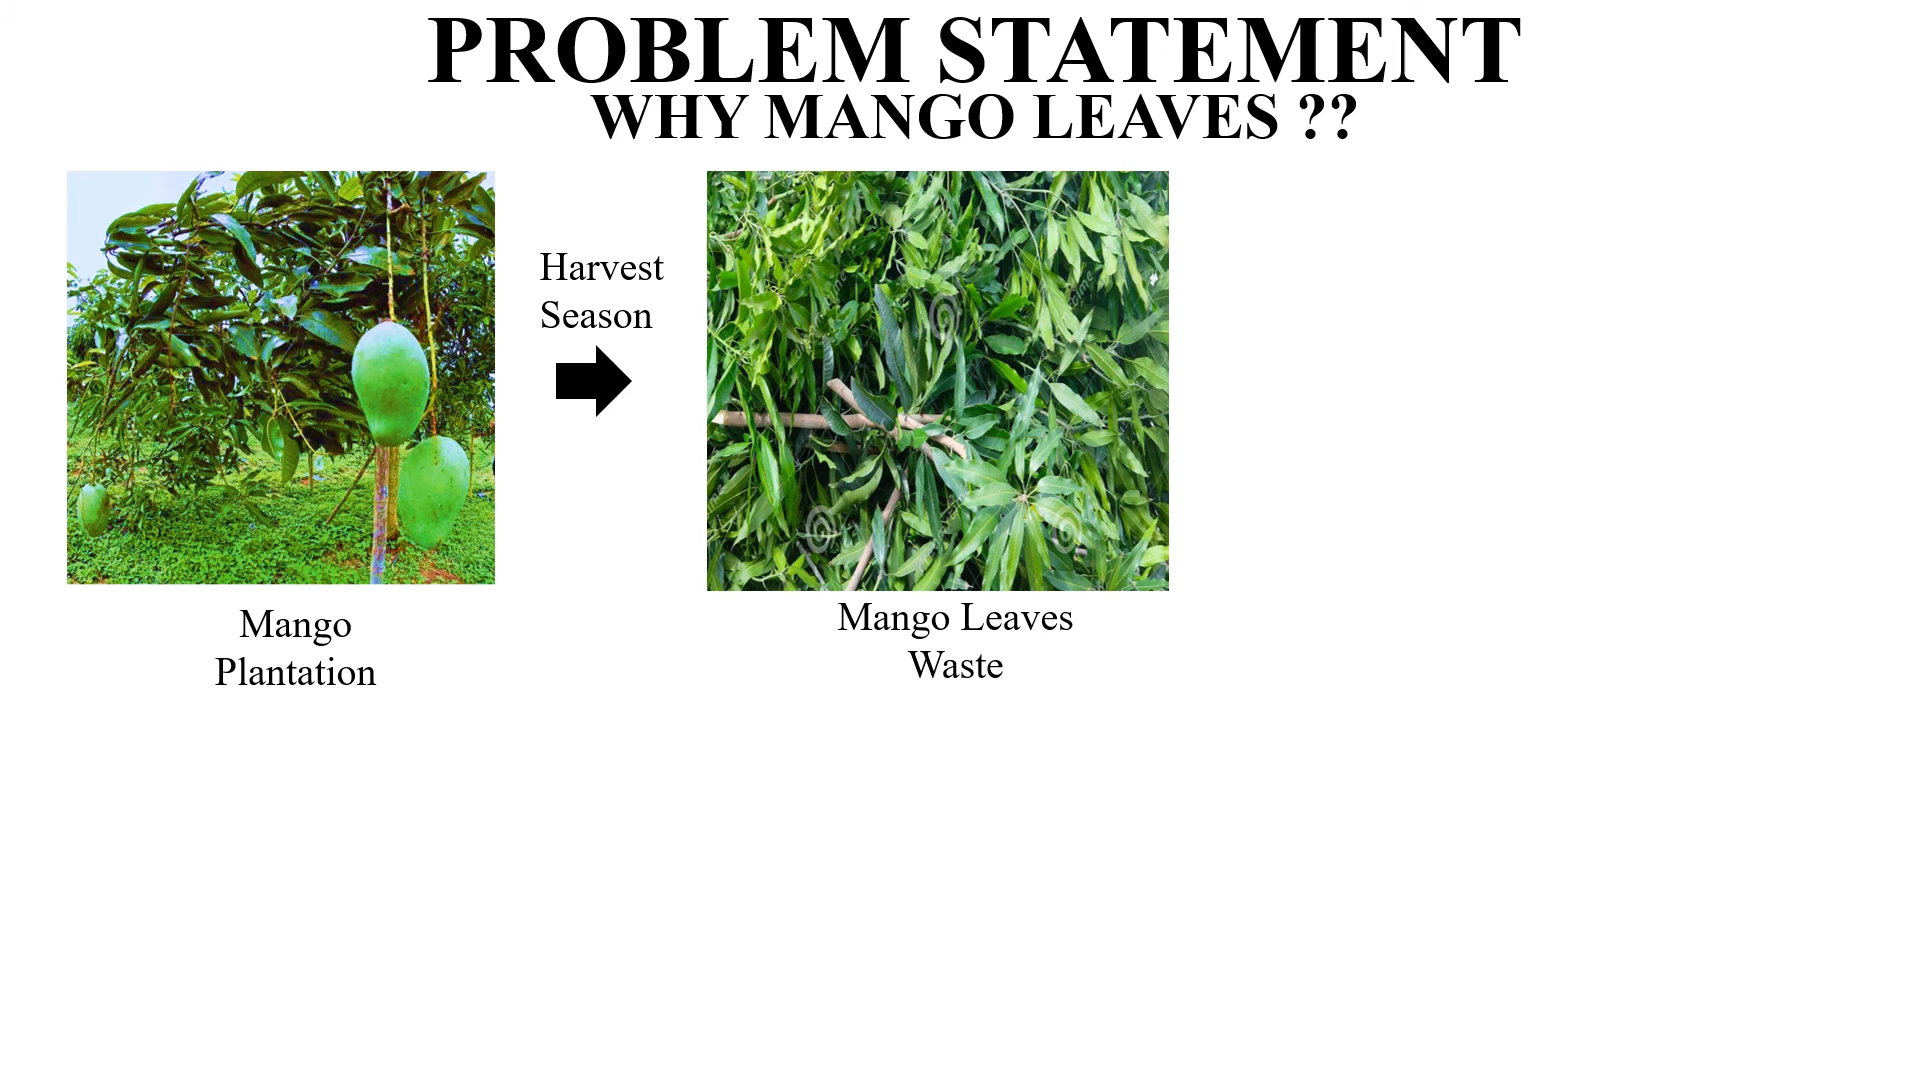 PROBLEM STATEMENT
WHY MANGO LEAVES ??
Harvest
Season
Mango
Plantation
Mango Leaves
Waste